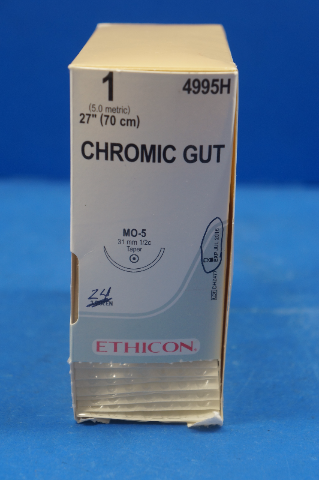 1
4995H
(5.0 metric)
27" (70 cm)
CHROMIC GUT
MO-5
31 mm 1/2c
Taper
24
ETHICON